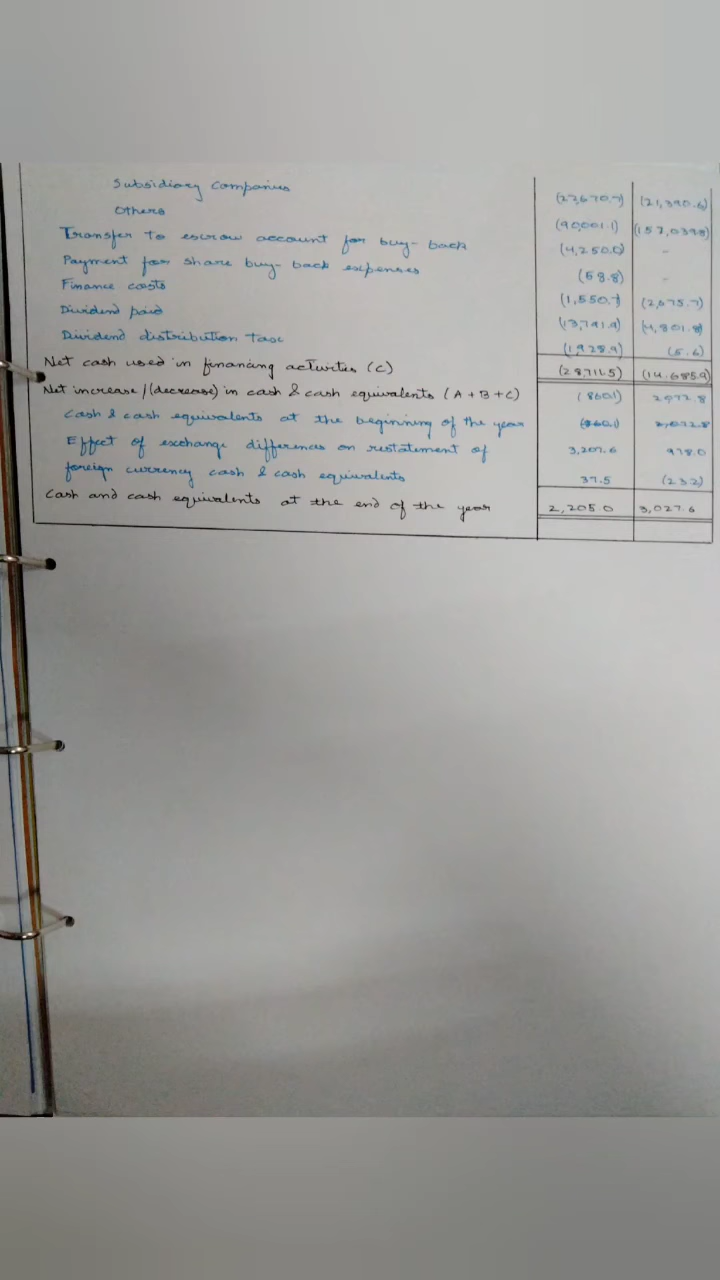 Subsidiary Companies (27,670.7) (21,390.6)
Others (90,001.1) (157,039.8)
Transfer to escrow account for buy-back (4,250.0) -
Payment for share buy-back expenses (58.8) -
Finance costs (1,550.7) (2,675.7)
Dividend paid (13,741.9) (4,801.8)
Dividend distribution tax (1,928.9) (5.6)
Net cash used in financing activities (C) (28,711.5) (14,685.9)
Net increase/(decrease) in cash & cash equivalents (A+B+C) (860.1) 2072.8
Cash & cash equivalents at the beginning of the year
Effect of exchange differences on restatement of 3,207.6 978.0
foreign currency cash & cash equivalents 37.5 (23.2)
Cash and cash equivalents at the end of the year 2,205.0 3,027.6